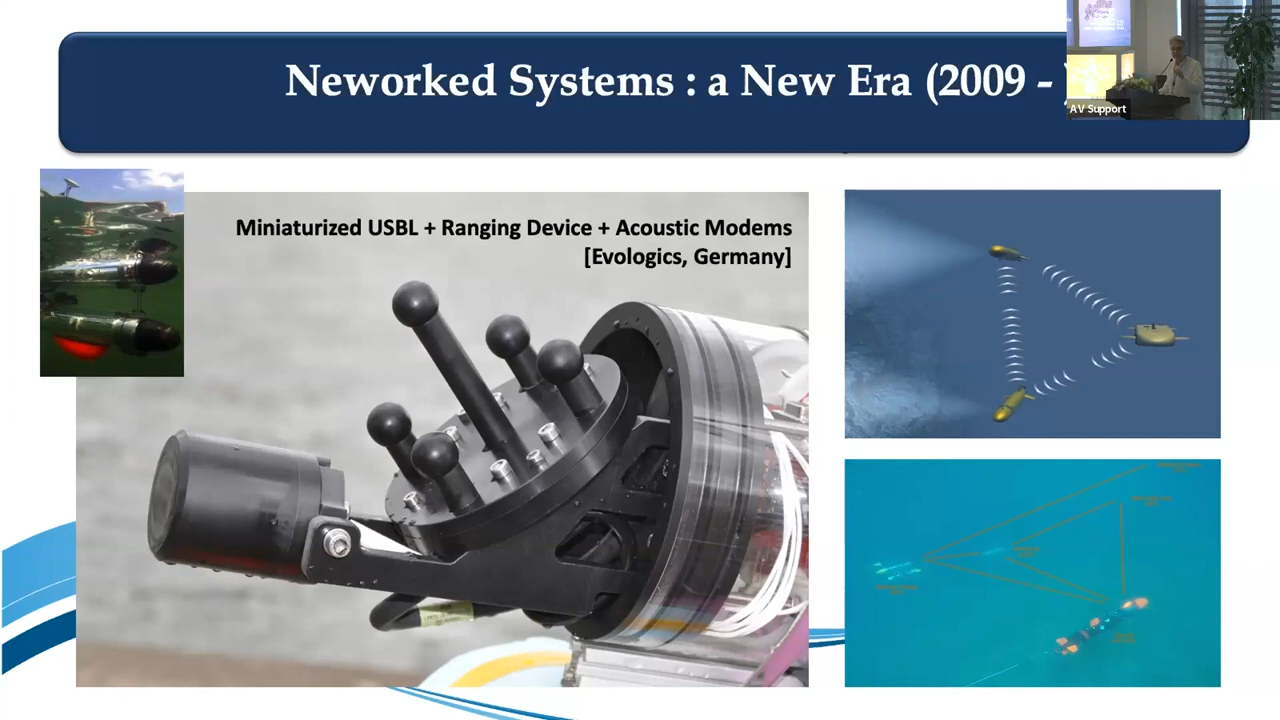 Neworked Systems : a New Era (2009 -
AV Support
Miniaturized USBL + Ranging Device + Acoustic Modems
[Evologics, Germany]